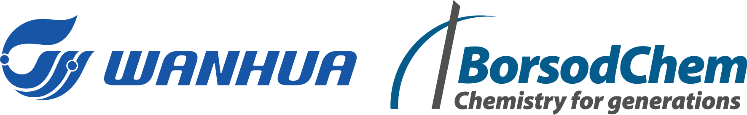 WANHUA
BorsodChem
Chemistry for generations